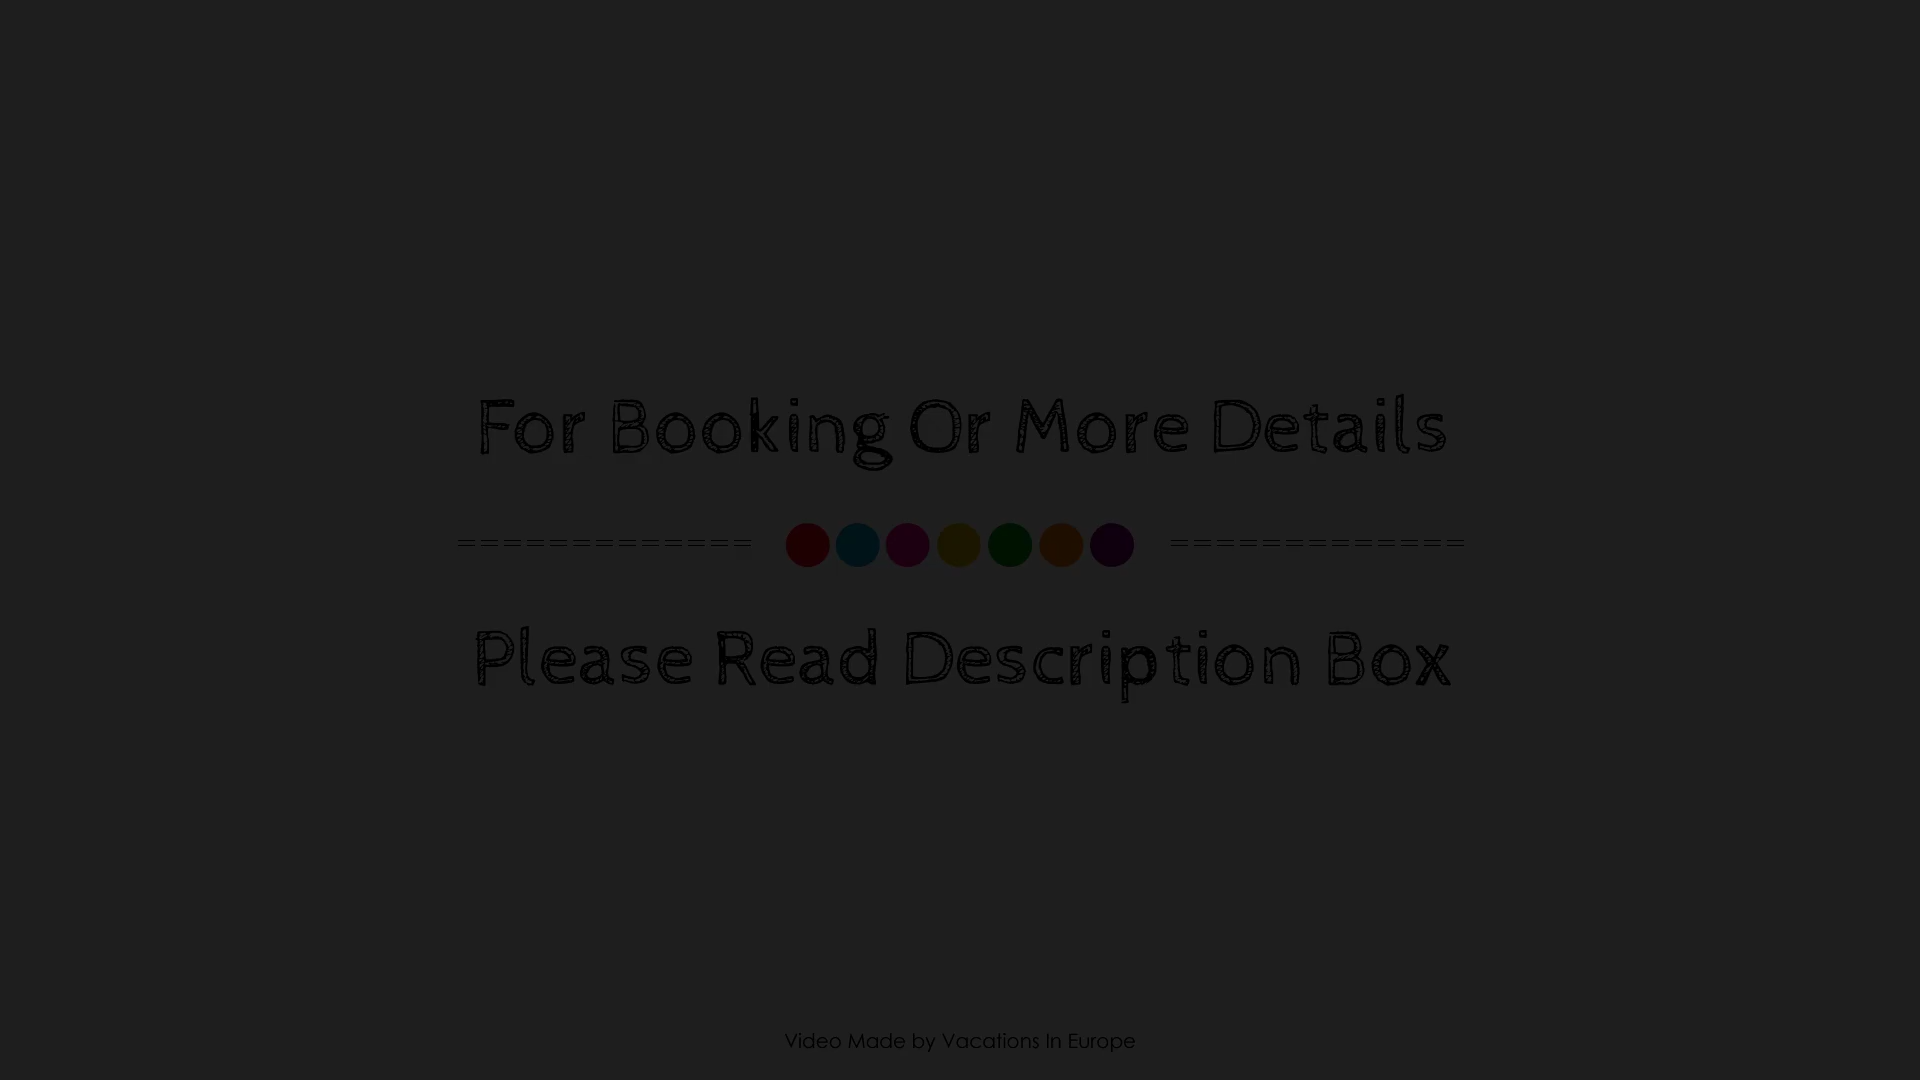 For Booking Or More Details
============= =============
Please Read Description Box
Video Made by Vacations In Europe